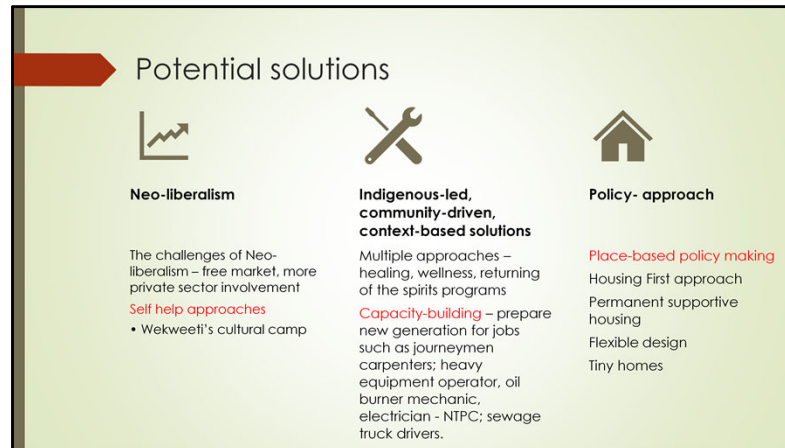 Potential solutions
Neo-liberalism
The challenges of Neo-
liberalism – free market, more
private sector involvement
Self help approaches
• Wekweeti's cultural camp
Indigenous-led,
community-driven,
context-based solutions
Multiple approaches –
healing, wellness, returning
of the spirits programs
Capacity-building – prepare
new generation for jobs
such as journeymen
carpenters; heavy
equipment operator, oil
burner mechanic,
electrician - NTPC; sewage
truck drivers.
Policy- approach
Place-based policy making
Housing First approach
Permanent supportive
housing
Flexible design
Tiny homes